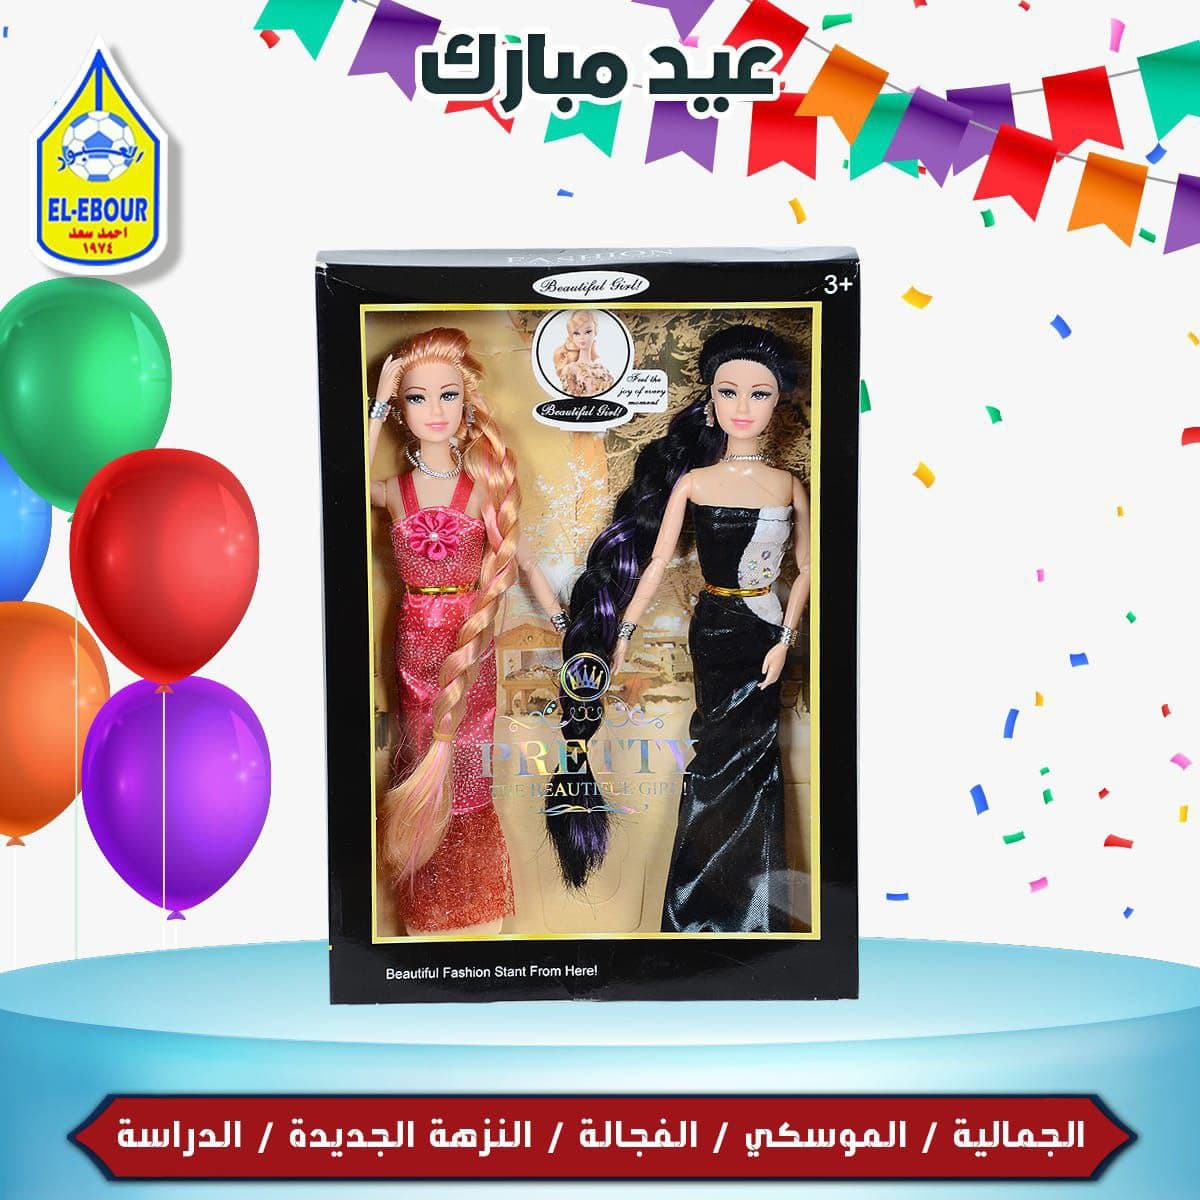 عيد مبارك
العبور
EL-EBOUR
احمد سعد
١٩٧٤
FASHION
Beautiful Girl!
3+
Feel the
joy of every
moment
Beautiful Girl!
PRETTY
THE BEAUTIFUL GIRL!
Beautiful Fashion Stant From Here!
الجمالية / الموسكي / الفجالة / النزهة الجديدة / الدراسة